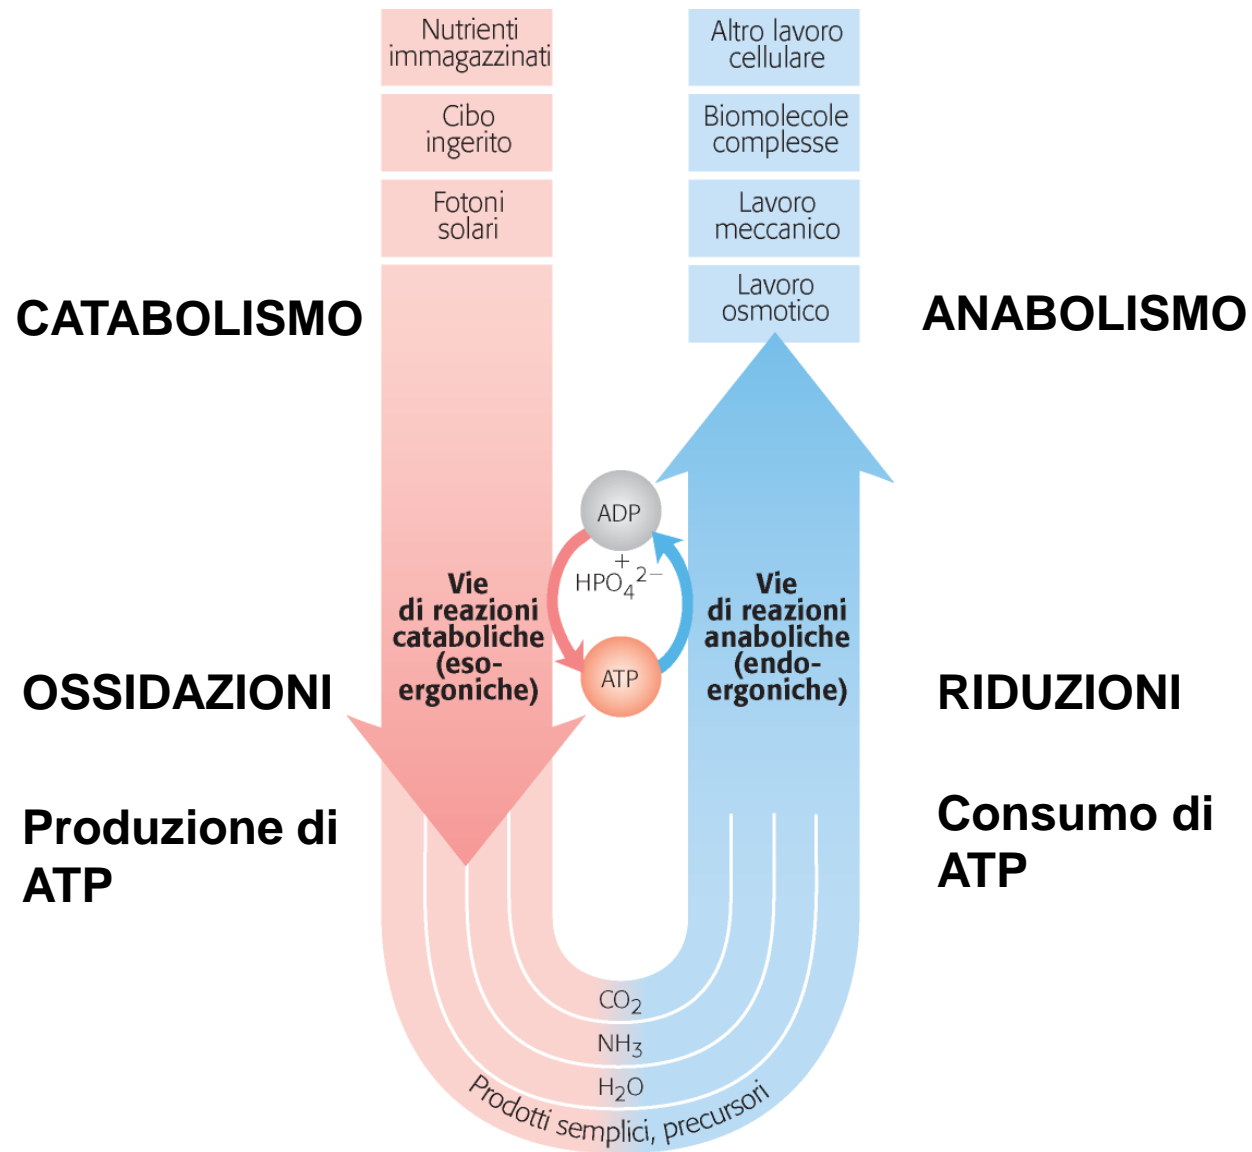 Nutrienti
immagazzinati
Cibo
ingerito
Fotoni
solari
Altro lavoro
cellulare
Biomolecole
complesse
Lavoro
meccanico
Lavoro
osmotico
CATABOLISMO
ANABOLISMO
ADP
+
HPO₄²⁻
ATP
Vie
di reazioni
cataboliche
(eso-
ergoniche)
Vie
di reazioni
anaboliche
(endo-
ergoniche)
OSSIDAZIONI
RIDUZIONI
Produzione di
ATP
Consumo di
ATP
CO₂
NH₃
H₂O
Prodotti semplici, precursori